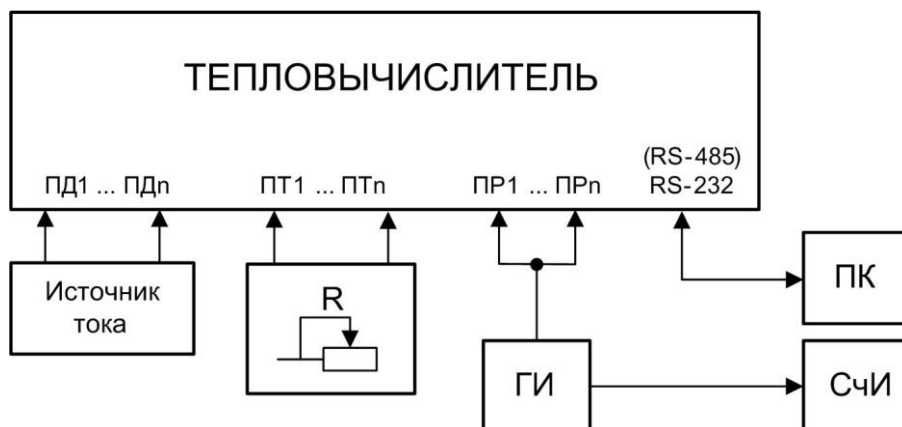 ТЕПЛОВЫЧИСЛИТЕЛЬ
(RS-485)
ПД1 ... ПДn ПТ1 ... ПТn ПР1 ... ПРn RS-232
Источник
тока
R
ПК
ГИ
СчИ